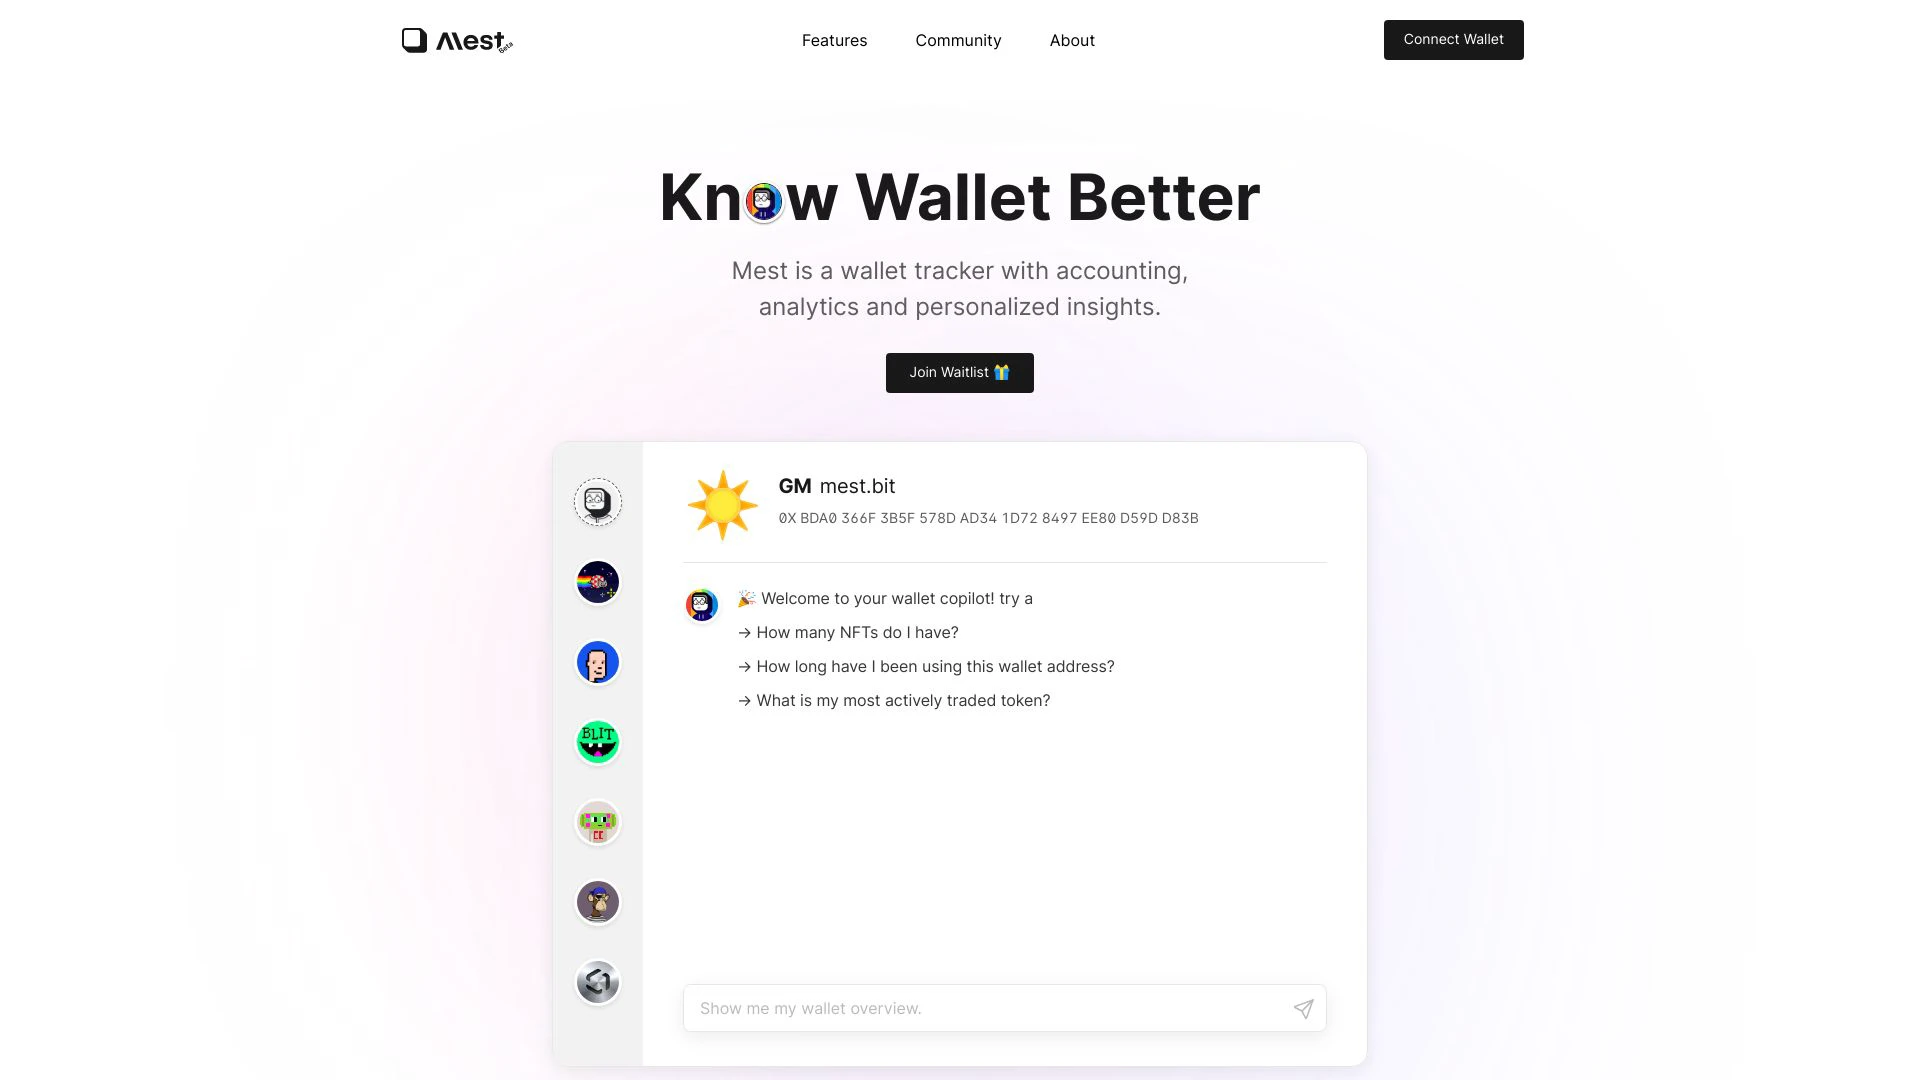 Mest Beta
Features
Community
About
Connect Wallet
Know Wallet Better
Mest is a wallet tracker with accounting,
analytics and personalized insights.
Join Waitlist 🎁
GM mest.bit
0X BDA0 366F 3B5F 578D AD34 1D72 8497 EE80 D59D D83B
🎉 Welcome to your wallet copilot! try a
→ How many NFTs do I have?
→ How long have I been using this wallet address?
→ What is my most actively traded token?
BLIT
CC
Show me my wallet overview.